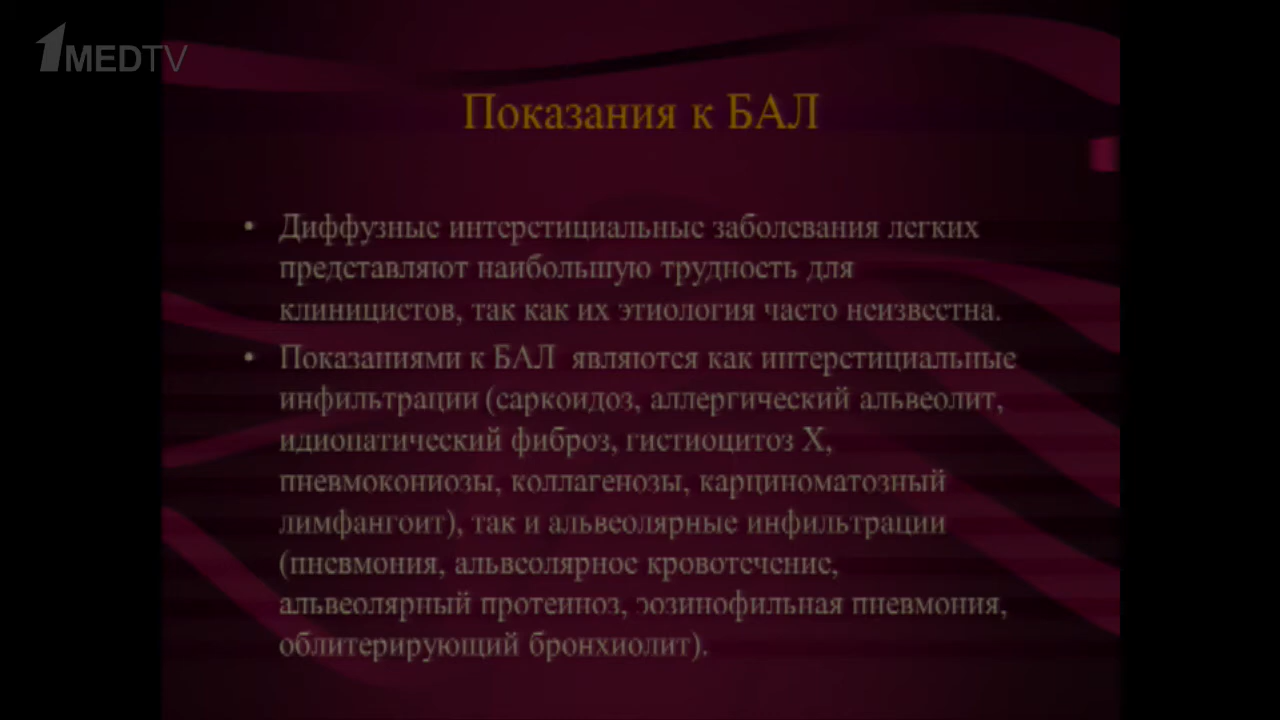 1MEDTV
Показания к БАЛ
• Диффузные интерстициальные заболевания легких
представляют наибольшую трудность для
клиницистов, так как их этиология часто неизвестна.
• Показаниями к БАЛ являются как интерстициальные
инфильтрации (саркоидоз, аллергический альвеолит,
идиопатический фиброз, гистиоцитоз Х,
пневмокониозы, коллагенозы, карциноматозный
лимфангоит), так и альвеолярные инфильтрации
(пневмония, альвеолярное кровотечение,
альвеолярный протеиноз, эозинофильная пневмония,
облитерирующий бронхиолит).